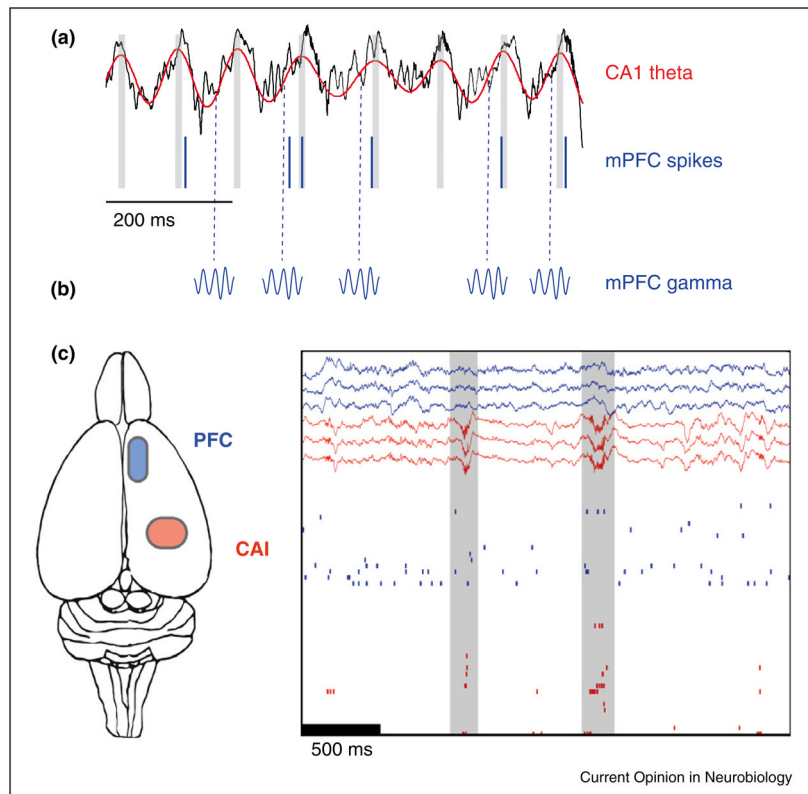 (a)
CA1 theta
mPFC spikes
200 ms
(b)
mPFC gamma
(c)
PFC
CAI
500 ms
Current Opinion in Neurobiology